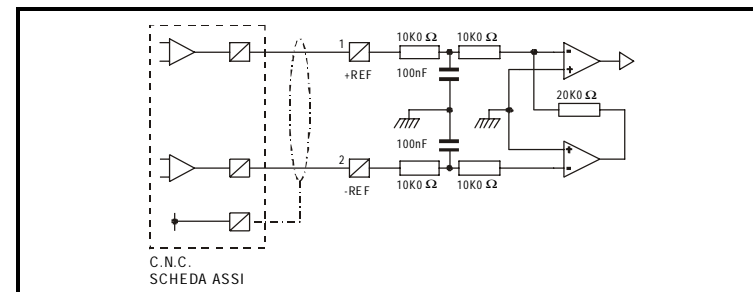 1
10K0 Ω
10K0 Ω
+REF
100nF
-
+
20K0 Ω
100nF
2
+
-
-REF
10K0 Ω
10K0 Ω
C.N.C.
SCHEDA ASSI